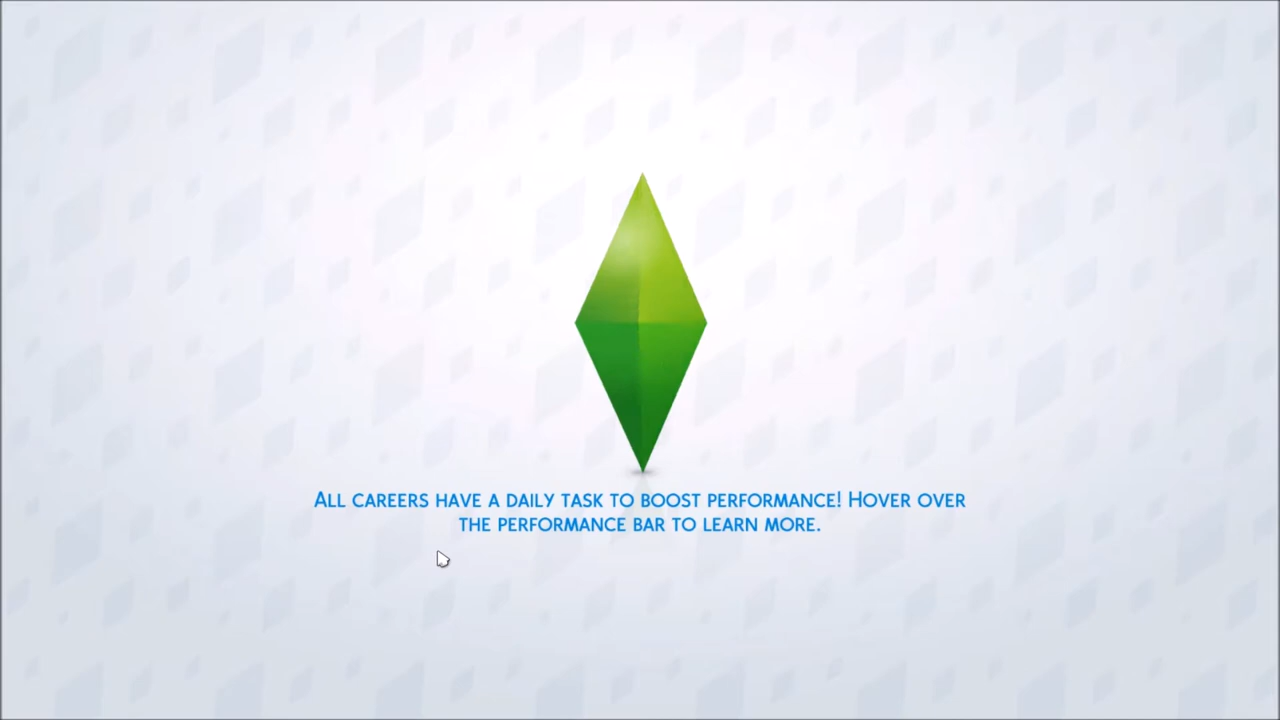 All careers have a daily task to boost performance! Hover over
the performance bar to learn more.